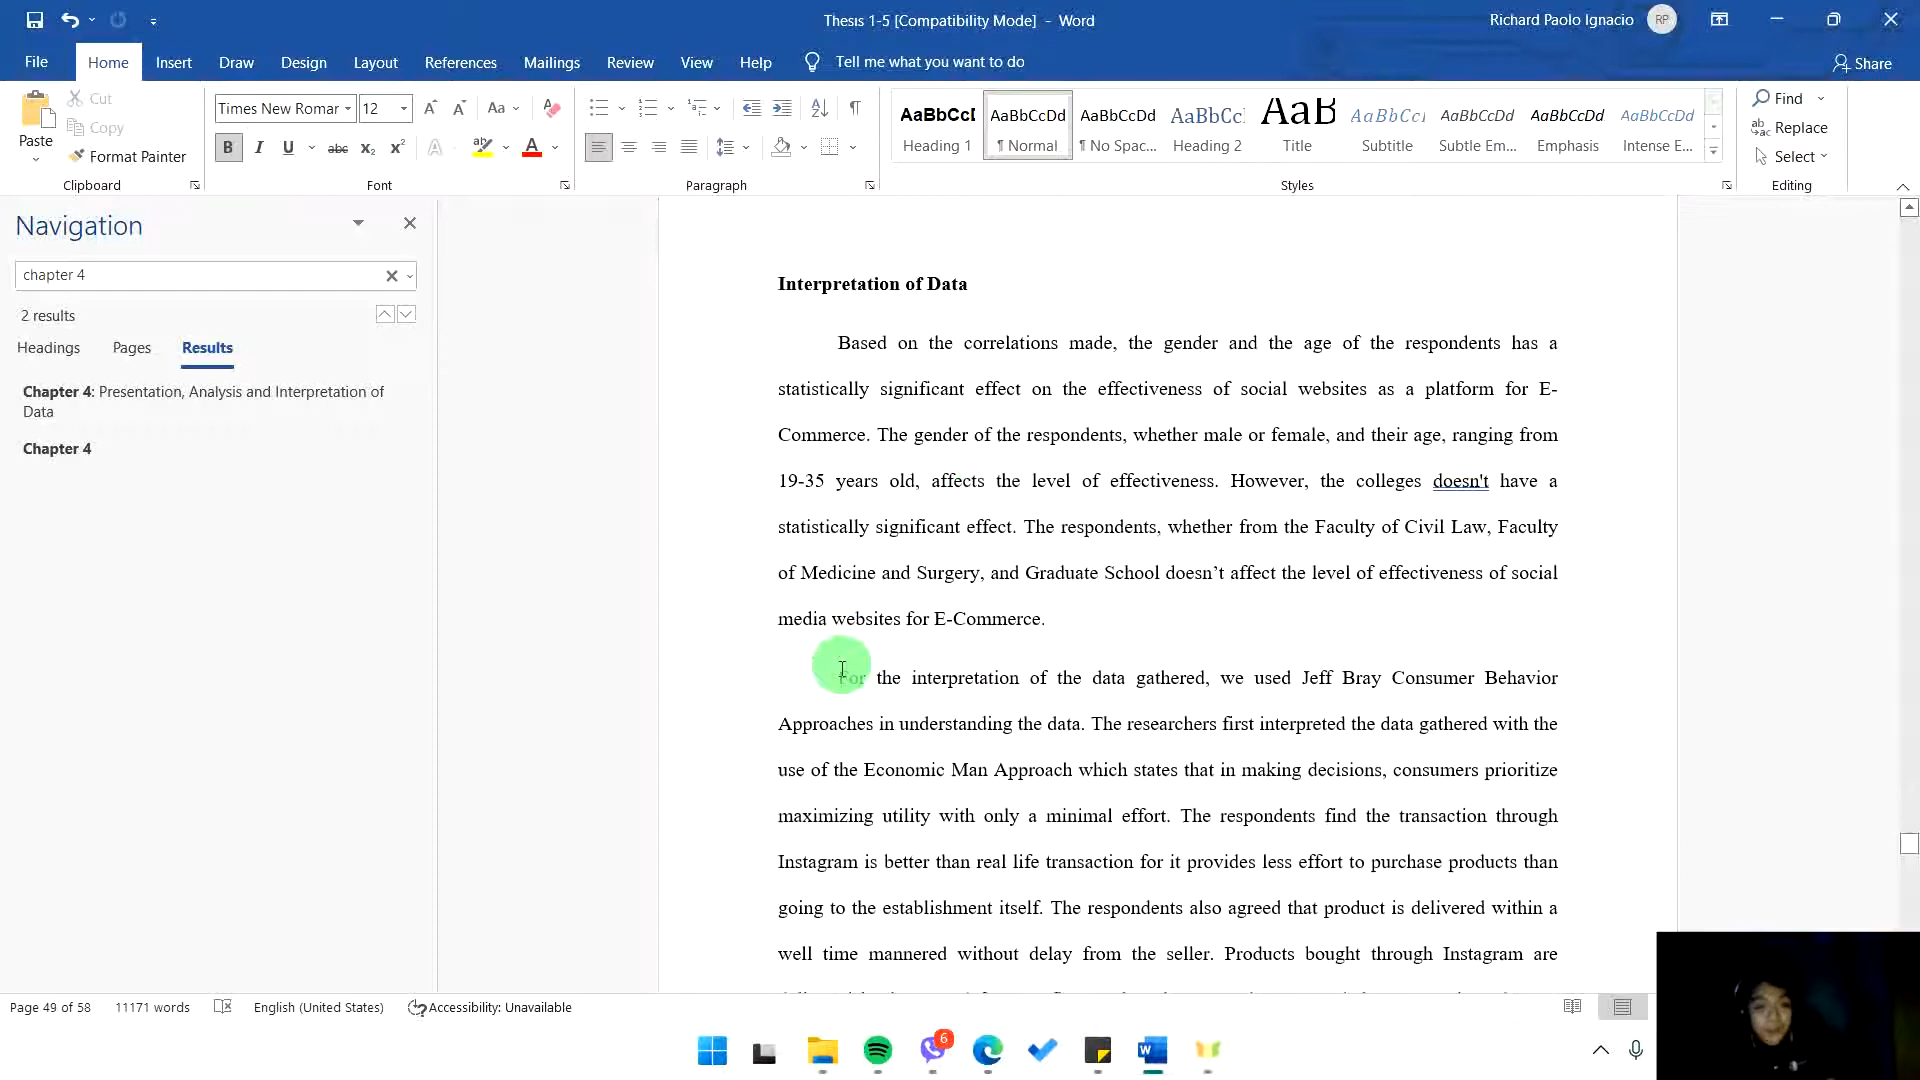 Thesis 1-5 [Compatibility Mode] - Word
Richard Paolo Ignacio
RP
File
Home
Insert
Draw
Design
Layout
References
Mailings
Review
View
Help
Tell me what you want to do
Share
Paste
Cut
Copy
Format Painter
Clipboard
Times New Romar
12
Aa
B
I
U
abc
x₂
x²
A
A
Font
Paragraph
AaBbCcI
Heading 1
AaBbCcDd
¶ Normal
AaBbCcDd
¶ No Spac...
AaBbCc
Heading 2
AaB
Title
AaBbCcl
Subtitle
AaBbCcDd
Subtle Em...
AaBbCcDd
Emphasis
AaBbCcDd
Intense E...
Styles
Find
Replace
Select
Editing
Navigation
chapter 4
2 results
Headings
Pages
Results
Chapter 4: Presentation, Analysis and Interpretation of
Data
Chapter 4
Interpretation of Data
Based on the correlations made, the gender and the age of the respondents has a
statistically significant effect on the effectiveness of social websites as a platform for E-
Commerce. The gender of the respondents, whether male or female, and their age, ranging from
19-35 years old, affects the level of effectiveness. However, the colleges doesn't have a
statistically significant effect. The respondents, whether from the Faculty of Civil Law, Faculty
of Medicine and Surgery, and Graduate School doesn’t affect the level of effectiveness of social
media websites for E-Commerce.
For the interpretation of the data gathered, we used Jeff Bray Consumer Behavior
Approaches in understanding the data. The researchers first interpreted the data gathered with the
use of the Economic Man Approach which states that in making decisions, consumers prioritize
maximizing utility with only a minimal effort. The respondents find the transaction through
Instagram is better than real life transaction for it provides less effort to purchase products than
going to the establishment itself. The respondents also agreed that product is delivered within a
well time mannered without delay from the seller. Products bought through Instagram are
Page 49 of 58
11171 words
English (United States)
Accessibility: Unavailable
6